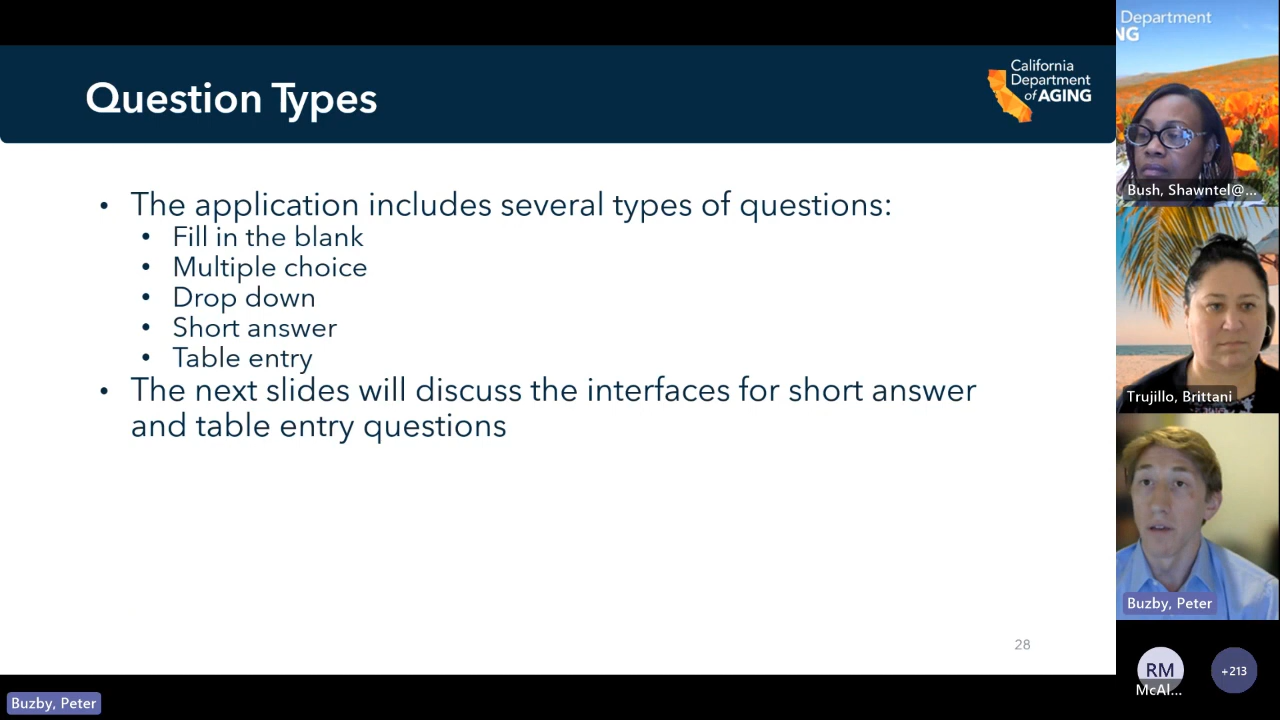 Question Types
California
Department
of AGING
• The application includes several types of questions:
• Fill in the blank
• Multiple choice
• Drop down
• Short answer
• Table entry
• The next slides will discuss the interfaces for short answer
and table entry questions
28
Buzby, Peter
Department
NG
Bush, Shawntel@...
Trujillo, Brittani
Buzby, Peter
RM
McAl...
+213